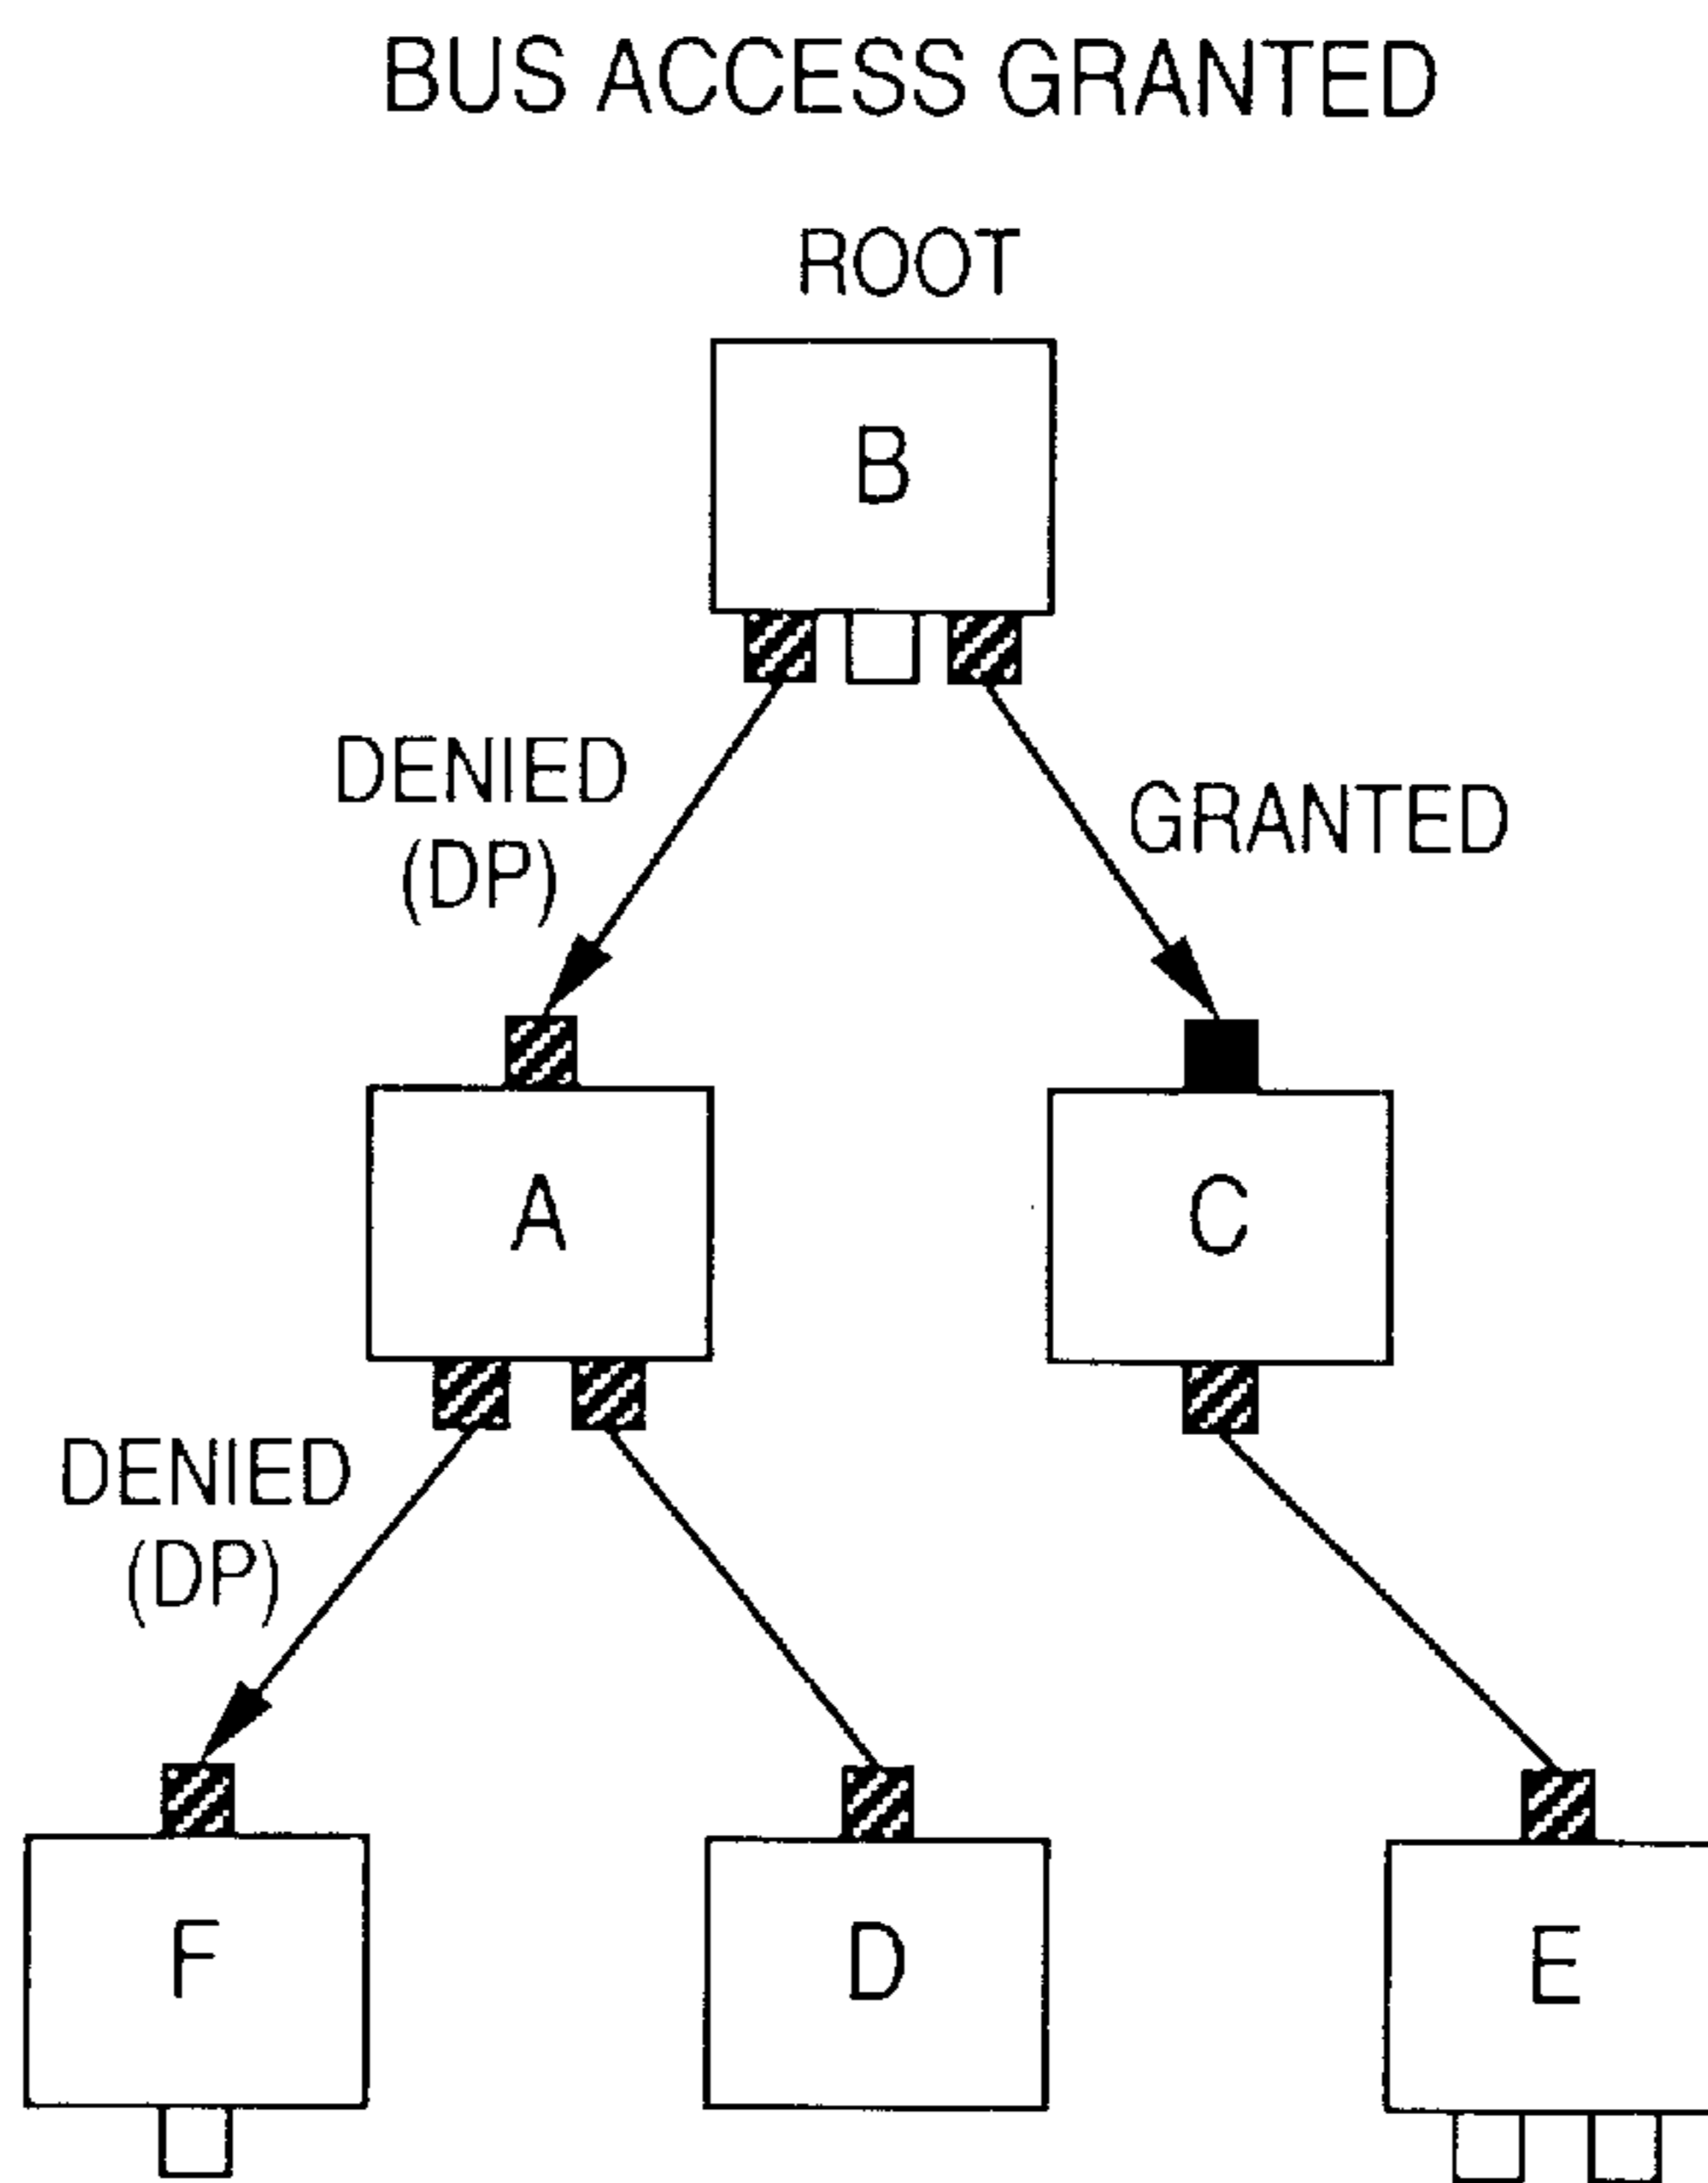 BUS ACCESS GRANTED
ROOT
B
DENIED
(DP)
GRANTED
A
C
DENIED
(DP)
F
D
E